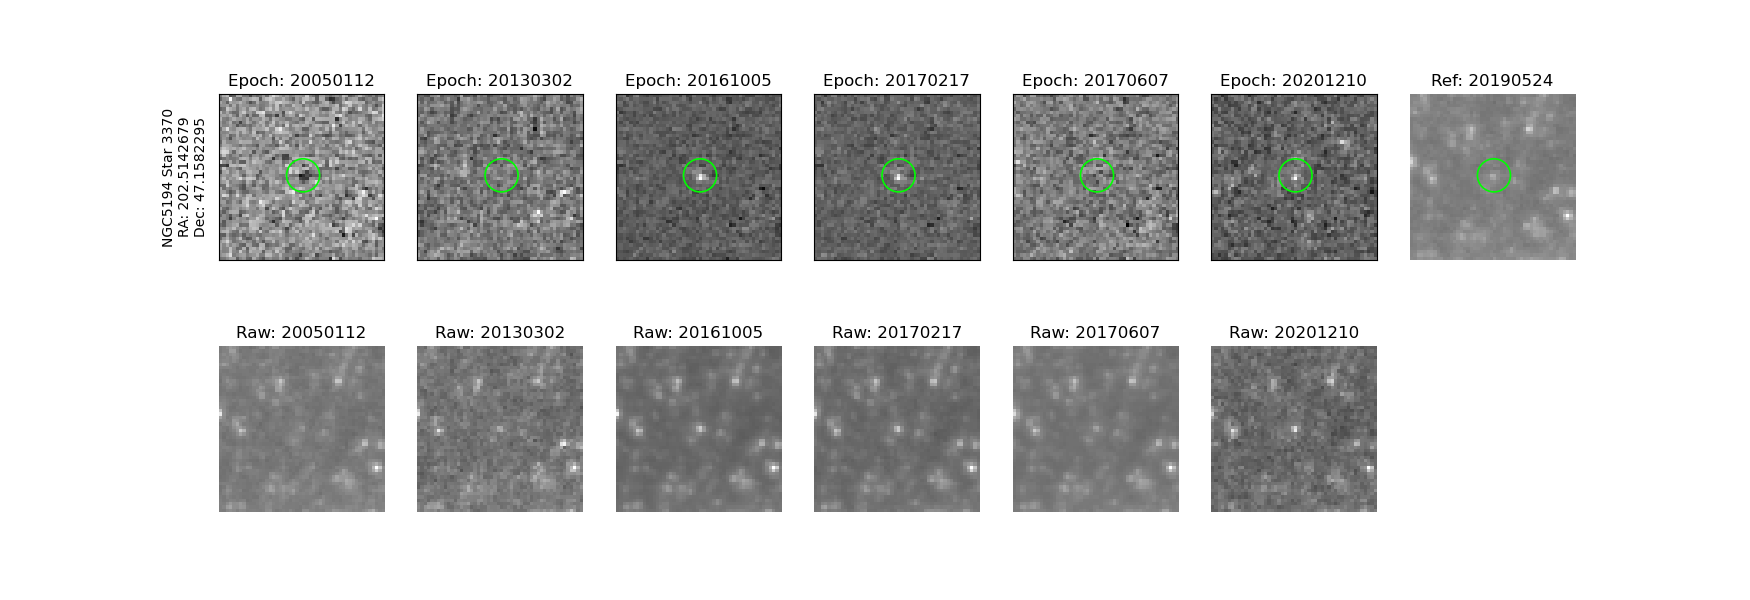 Epoch: 20050112
Epoch: 20130302
Epoch: 20161005
Epoch: 20170217
Epoch: 20170607
Epoch: 20201210
Ref: 20190524
NGC5194 Star 3370
RA: 202.5142679
Dec: 47.1582295
Raw: 20050112
Raw: 20130302
Raw: 20161005
Raw: 20170217
Raw: 20170607
Raw: 20201210